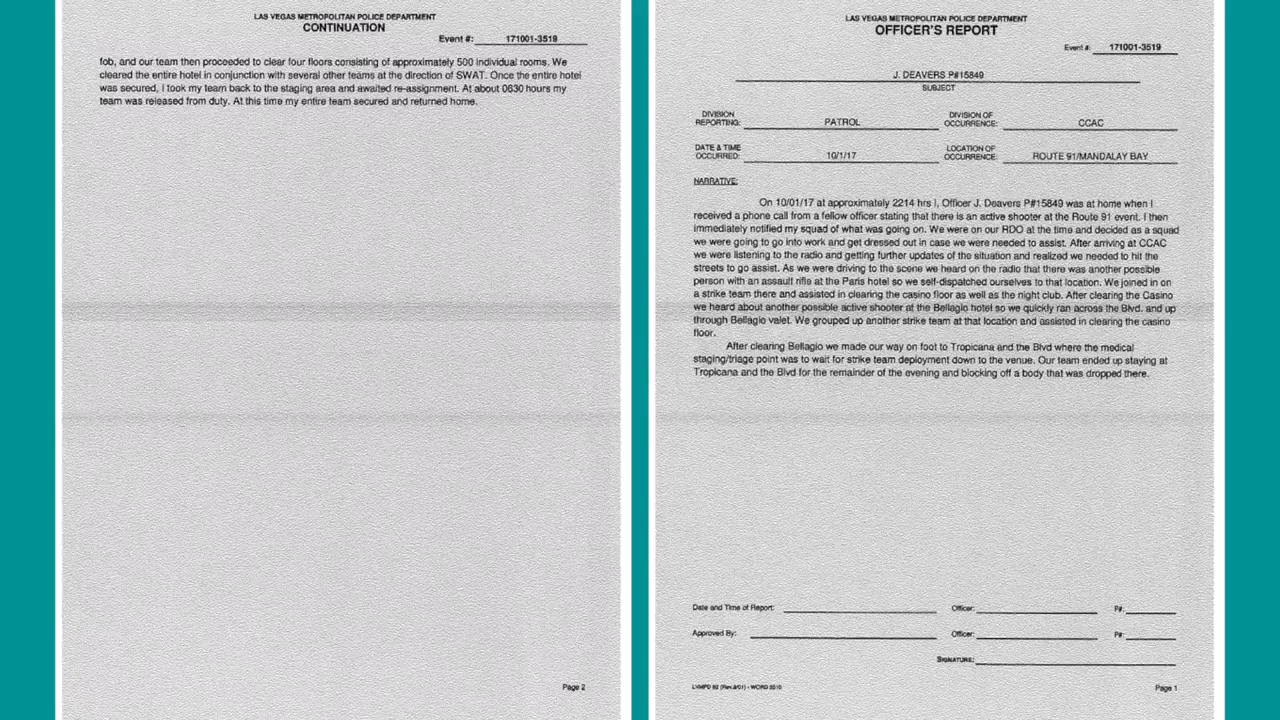 LAS VEGAS METROPOLITAN POLICE DEPARTMENT
CONTINUATION
Event #: 171001-3519
fob, and our team then proceeded to clear four floors consisting of approximately 500 individual rooms. We
cleared the entire hotel in conjunction with several other teams at the direction of SWAT. Once the entire hotel
was secured, I took my team back to the staging area and awaited re-assignment. At about 0630 hours my
team was released from duty. At this time my entire team secured and returned home.
Page 2
LAS VEGAS METROPOLITAN POLICE DEPARTMENT
OFFICER'S REPORT
Event #: 171001-3519
J. DEAVERS P#15849
SUBJECT
DIVISION REPORTING: PATROL DIVISION OF OCCURRENCE: CCAC
DATE & TIME OCCURRED: 10/1/17 LOCATION OF OCCURRENCE: ROUTE 91/MANDALAY BAY
NARRATIVE:
On 10/01/17 at approximately 2214 hrs I, Officer J. Deavers P#15849 was at home when I
received a phone call from a fellow officer stating that there is an active shooter at the Route 91 event. I then
immediately notified my squad of what was going on. We were on our RDO at the time and decided as a squad
we were going to go into work and get dressed out in case we were needed to assist. After arriving at CCAC
we were listening to the radio and getting further updates of the situation and realized we needed to hit the
streets to go assist. As we were driving to the scene we heard on the radio that there was another possible
person with an assault rifle at the Paris hotel so we self-dispatched ourselves to that location. We joined in on
a strike team there and assisted in clearing the casino floor as well as the night club. After clearing the Casino
we heard about another possible active shooter at the Bellagio hotel so we quickly ran across the Blvd. and up
through Bellagio valet. We grouped up another strike team at that location and assisted in clearing the casino
floor.
After clearing Bellagio we made our way on foot to Tropicana and the Blvd where the medical
staging/triage point was to wait for strike team deployment down to the venue. Our team ended up staying at
Tropicana and the Blvd for the remainder of the evening and blocking off a body that was dropped there.
Date and Time of Report: Officer: P#:
Approved By: Officer: P#:
SIGNATURE:
LVMPD 82 (Rev.8/01) - WORD 2010
Page 1